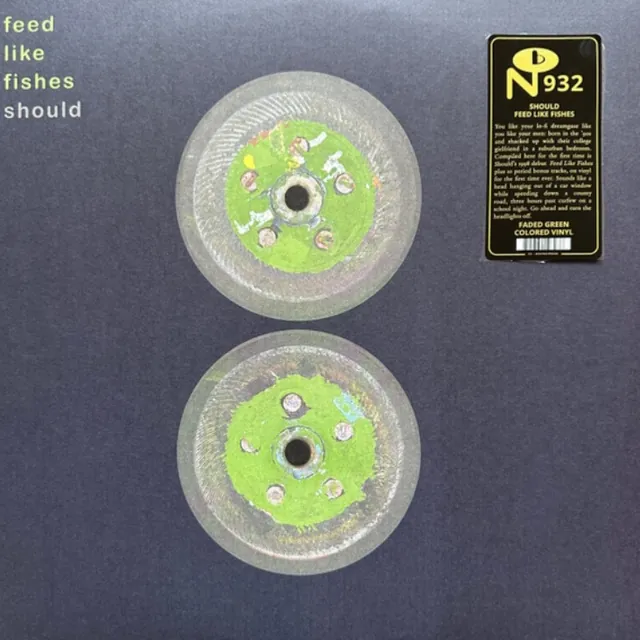 feed
like
fishes
should
N 932
SHOULD
FEED LIKE FISHES
You like your lo-fi dreamgaze like
you like your men: born in the '70s
and shacked up with their college
girlfriend in a suburban bedroom.
Compiled here for the first time is
Should's 1998 debut Feed Like Fishes
plus 10 period bonus tracks, on vinyl
for the first time ever. Sounds like a
head hanging out of a car window
while speeding down a county
road, three hours past curfew on a
school night. Go ahead and turn the
headlights off.
FADED GREEN
COLORED VINYL